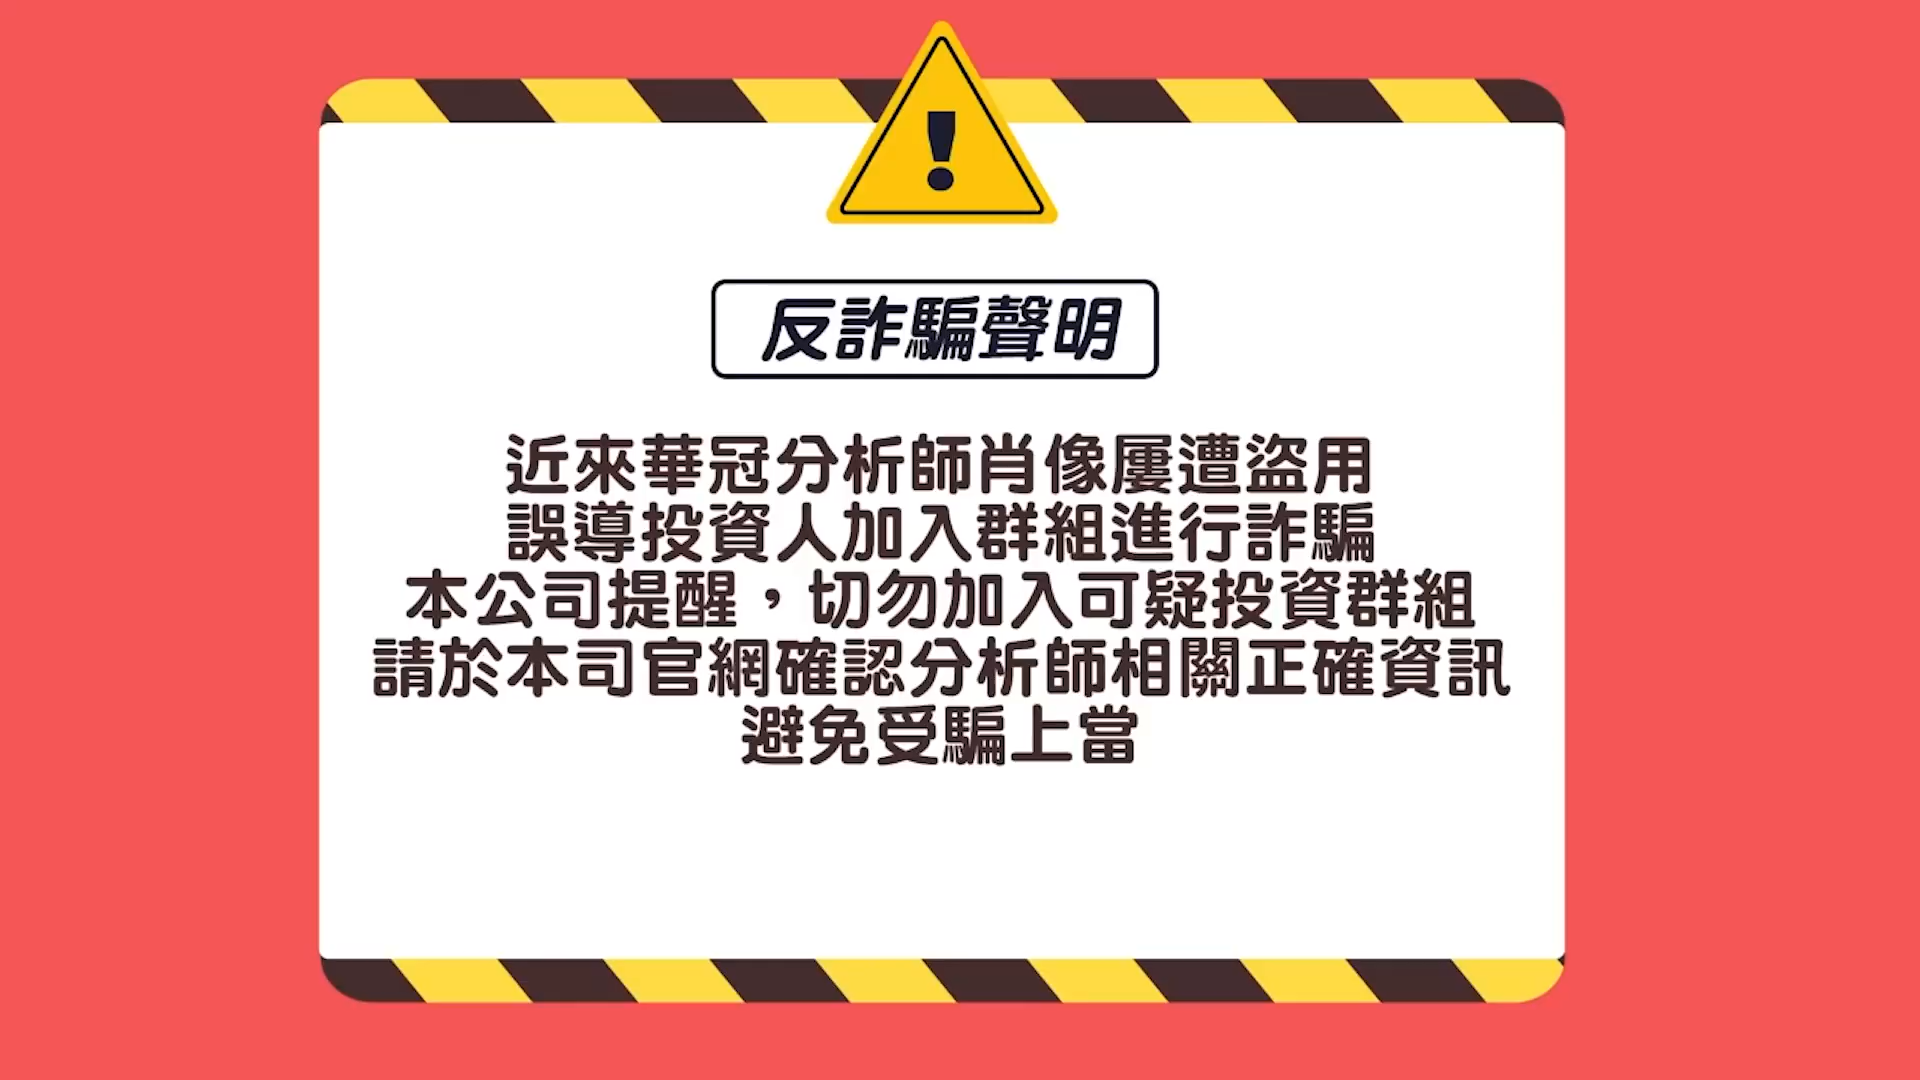 反詐騙聲明
近來華冠分析師肖像屢遭盜用
誤導投資人加入群組進行詐騙
本公司提醒，切勿加入可疑投資群組
請於本司官網確認分析師相關正確資訊
避免受騙上當